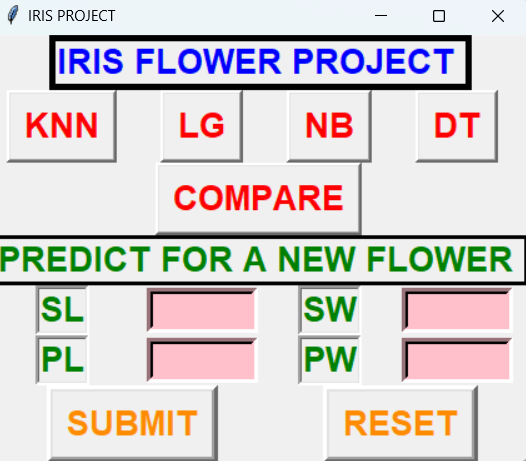 IRIS PROJECT
IRIS FLOWER PROJECT
KNN LG NB DT
COMPARE
PREDICT FOR A NEW FLOWER
SL SW
PL PW
SUBMIT RESET